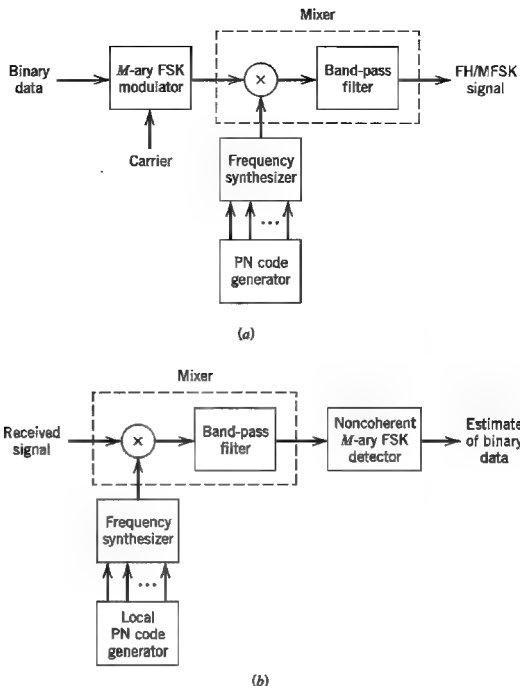 Mixer
Binary
data
M-ary FSK
modulator
×
Band-pass
filter
FH/MFSK
signal
Carrier
Frequency
synthesizer
...
PN code
generator
(a)
Mixer
Received
signal
×
Band-pass
filter
Noncoherent
M-ary FSK
detector
Estimate
of binary
data
Frequency
synthesizer
...
Local
PN code
generator
(b)